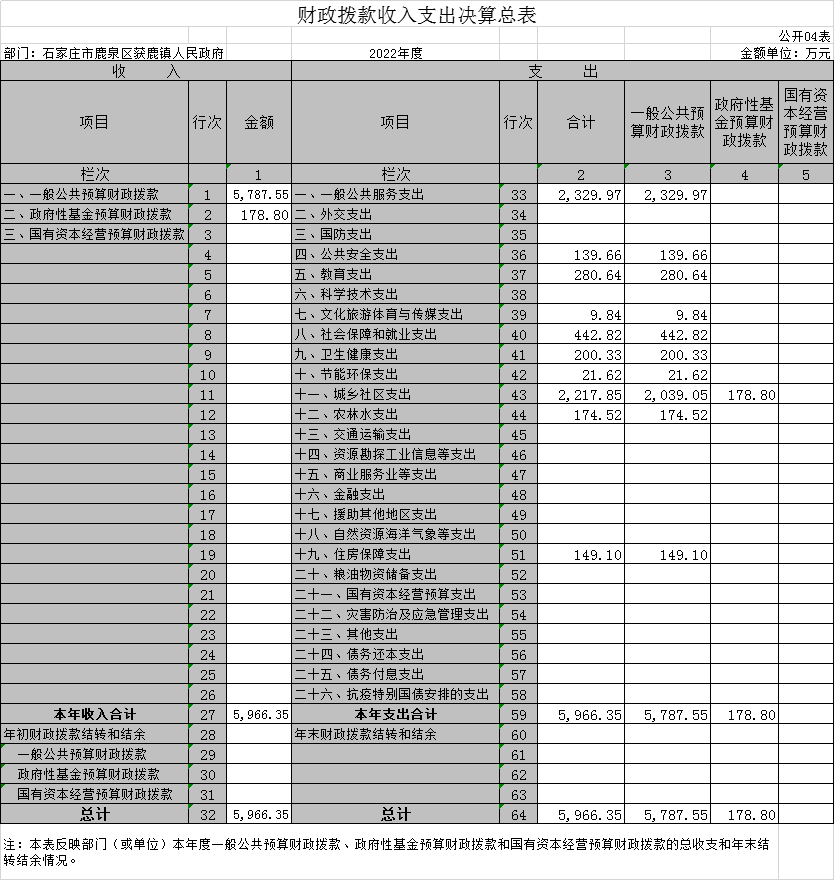 财政拨款收入支出决算总表
公开04表
部门：石家庄市鹿泉区获鹿镇人民政府 2022年度 金额单位：万元
收 入 支 出
项目 行次 金额 项目 行次 合计 一般公共预算财政拨款 政府性基金预算财政拨款 国有资本经营预算财政拨款
栏次 1 栏次 2 3 4 5
一、一般公共预算财政拨款 1 5,787.55 一、一般公共服务支出 33 2,329.97 2,329.97
二、政府性基金预算财政拨款 2 178.80 二、外交支出 34
三、国有资本经营预算财政拨款 3 三、国防支出 35
4 四、公共安全支出 36 139.66 139.66
5 五、教育支出 37 280.64 280.64
6 六、科学技术支出 38
7 七、文化旅游体育与传媒支出 39 9.84 9.84
8 八、社会保障和就业支出 40 442.82 442.82
9 九、卫生健康支出 41 200.33 200.33
10 十、节能环保支出 42 21.62 21.62
11 十一、城乡社区支出 43 2,217.85 2,039.05 178.80
12 十二、农林水支出 44 174.52 174.52
13 十三、交通运输支出 45
14 十四、资源勘探工业信息等支出 46
15 十五、商业服务业等支出 47
16 十六、金融支出 48
17 十七、援助其他地区支出 49
18 十八、自然资源海洋气象等支出 50
19 十九、住房保障支出 51 149.10 149.10
20 二十、粮油物资储备支出 52
21 二十一、国有资本经营预算支出 53
22 二十二、灾害防治及应急管理支出 54
23 二十三、其他支出 55
24 二十四、债务还本支出 56
25 二十五、债务付息支出 57
26 二十六、抗疫特别国债安排的支出 58
本年收入合计 27 5,966.35 本年支出合计 59 5,966.35 5,787.55 178.80
年初财政拨款结转和结余 28 年末财政拨款结转和结余 60
一般公共预算财政拨款 29 61
政府性基金预算财政拨款 30 62
国有资本经营预算财政拨款 31 63
总计 32 5,966.35 总计 64 5,966.35 5,787.55 178.80
注：本表反映部门（或单位）本年度一般公共预算财政拨款、政府性基金预算财政拨款和国有资本经营预算财政拨款的总收支和年末结
转结余情况。